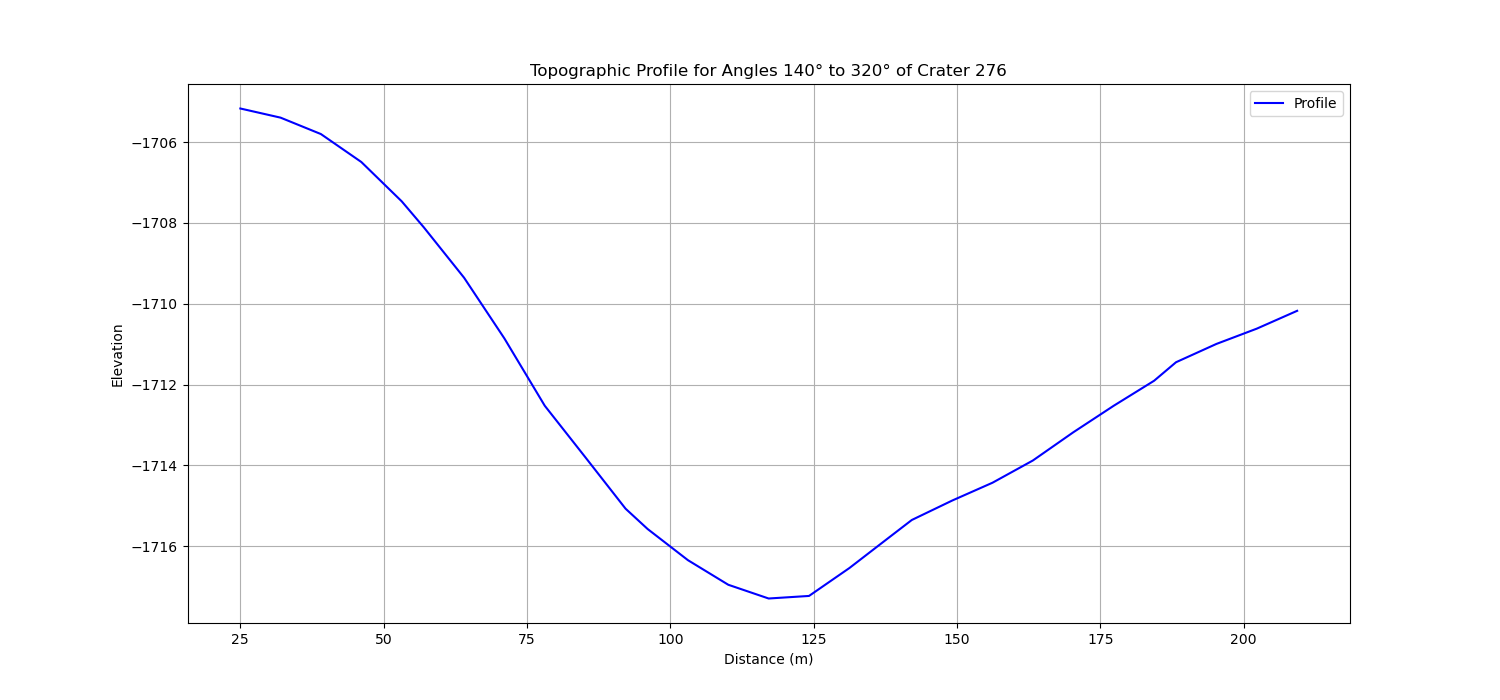 Topographic Profile for Angles 140° to 320° of Crater 276
Profile
−1706
−1708
−1710
−1712
−1714
−1716
Elevation
25 50 75 100 125 150 175 200
Distance (m)